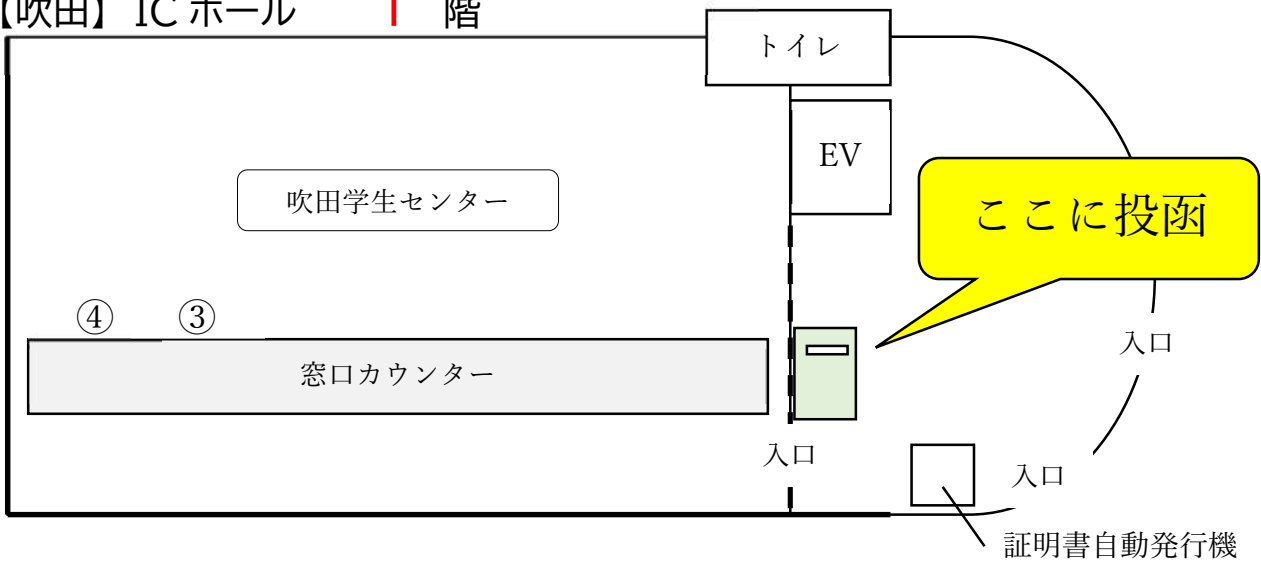 【吹田】 IC ホール 1 階
トイレ
EV
吹田学生センター
ここに投函
④ ③
入口
窓口カウンター
入口
入口
証明書自動発行機